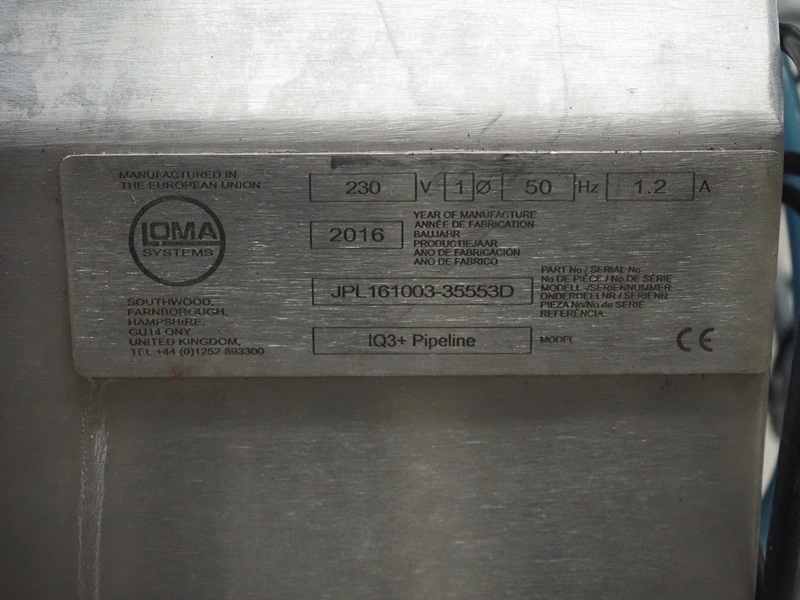 MANUFACTURED IN
THE EUROPEAN UNION
LOMA
SYSTEMS
SOUTHWOOD,
FARNBOROUGH,
HAMPSHIRE,
GU14 ONY
UNITED KINGDOM,
TEL:+44 (0)1252 893300
230 V 1 Ø 50 Hz 1.2 A
2016
YEAR OF MANUFACTURE
ANNÉE DE FABRICATION
BAUJAHR
PRODUCTIEJAAR
ANO DE FABRICACIÓN
ANO DE FABRICO
JPL161003-35553D
PART No / SERIAL No
No DE PIÈCE / No DE SÉRIE
MODELL-/SERIENNUMMER
ONDERDEELNR / SERIENR
PIEZA No/No de SÉRIE
REFERÊNCIA
IQ3+ Pipeline MODEL
CE